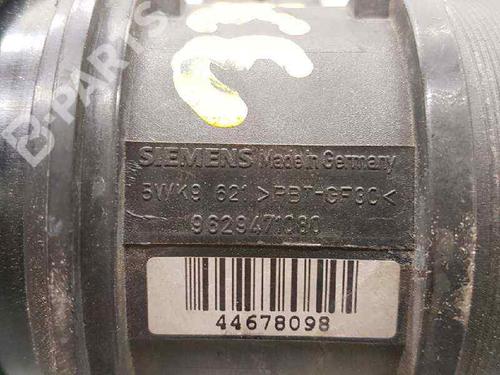 SIEMENS Made in Germany
5WK9 621 >PBT-GF30<
9629471080
44678098